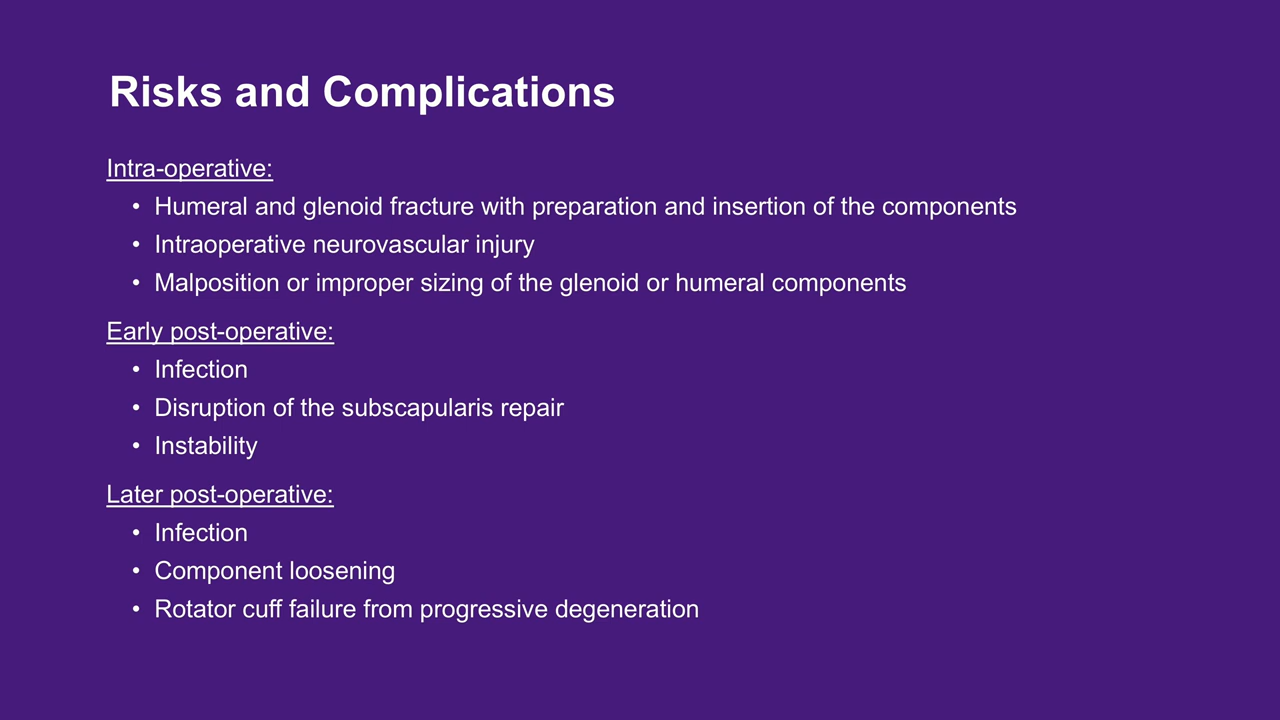 Risks and Complications
Intra-operative:
• Humeral and glenoid fracture with preparation and insertion of the components
• Intraoperative neurovascular injury
• Malposition or improper sizing of the glenoid or humeral components
Early post-operative:
• Infection
• Disruption of the subscapularis repair
• Instability
Later post-operative:
• Infection
• Component loosening
• Rotator cuff failure from progressive degeneration